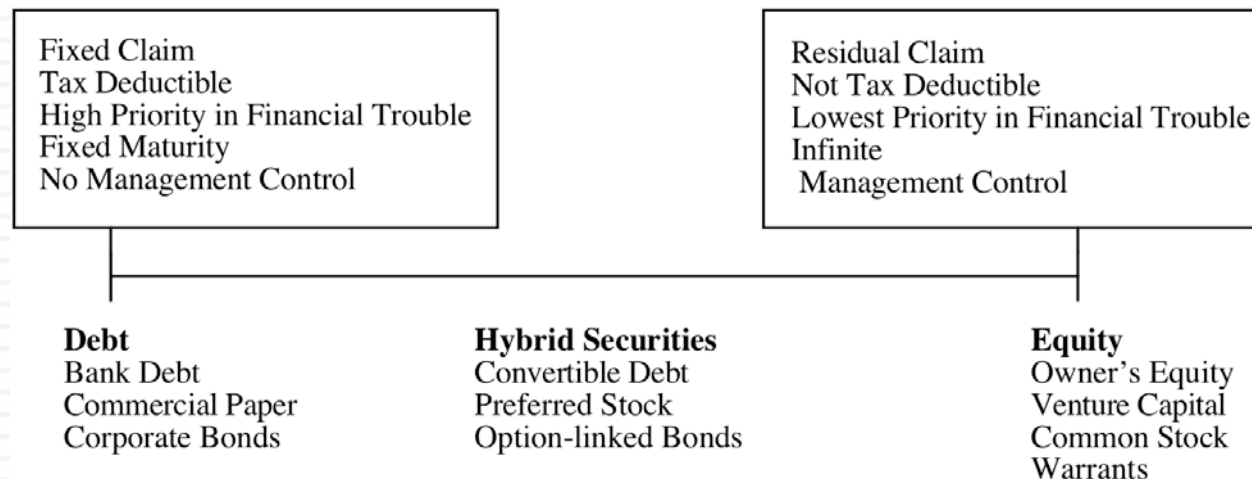 Fixed Claim
Tax Deductible
High Priority in Financial Trouble
Fixed Maturity
No Management Control
Residual Claim
Not Tax Deductible
Lowest Priority in Financial Trouble
Infinite
Management Control
Debt
Bank Debt
Commercial Paper
Corporate Bonds
Hybrid Securities
Convertible Debt
Preferred Stock
Option-linked Bonds
Equity
Owner's Equity
Venture Capital
Common Stock
Warrants